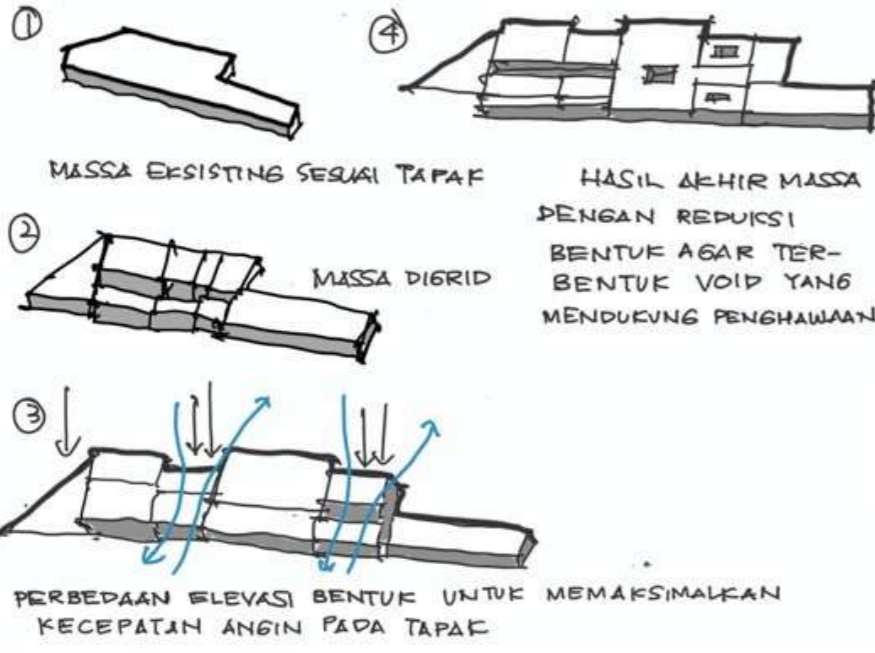 1
MASSA EKSISTING SESUAI TAPAK
2
MASSA DIGRID
3
PERBEDAAN ELEVASI BENTUK UNTUK MEMAKSIMALKAN
KECEPATAN ANGIN PADA TAPAK
4
HASIL AKHIR MASSA
DENGAN REDUKSI
BENTUK AGAR TER-
BENTUK VOID YANG
MENDUKUNG PENGHAWAAN